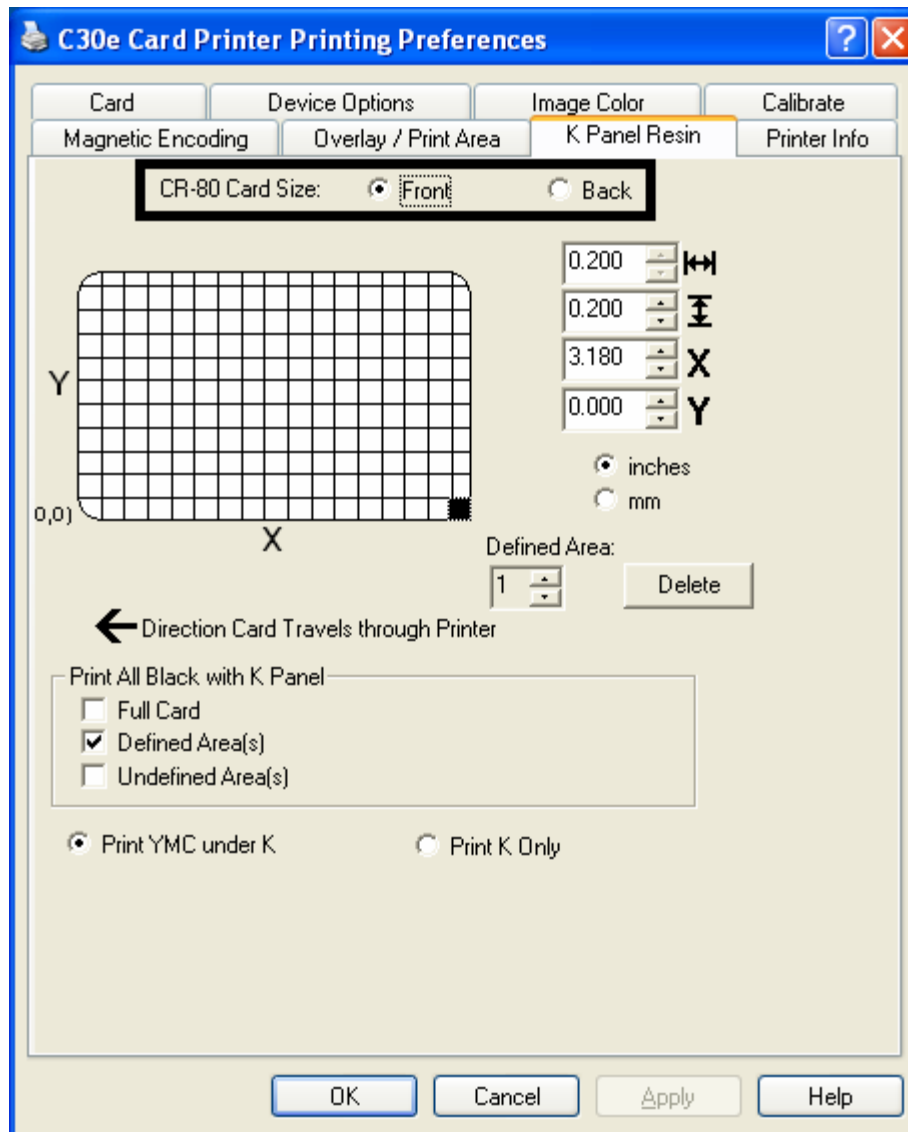 C30e Card Printer Printing Preferences
Card Device Options Image Color Calibrate
Magnetic Encoding Overlay / Print Area K Panel Resin Printer Info
CR-80 Card Size: Front Back
0.200
0.200
3.180 X
0.000 Y
Y
inches
mm
0,0)
X
Defined Area:
1 Delete
Direction Card Travels through Printer
Print All Black with K Panel
Full Card
Defined Area(s)
Undefined Area(s)
Print YMC under K Print K Only
OK Cancel Apply Help